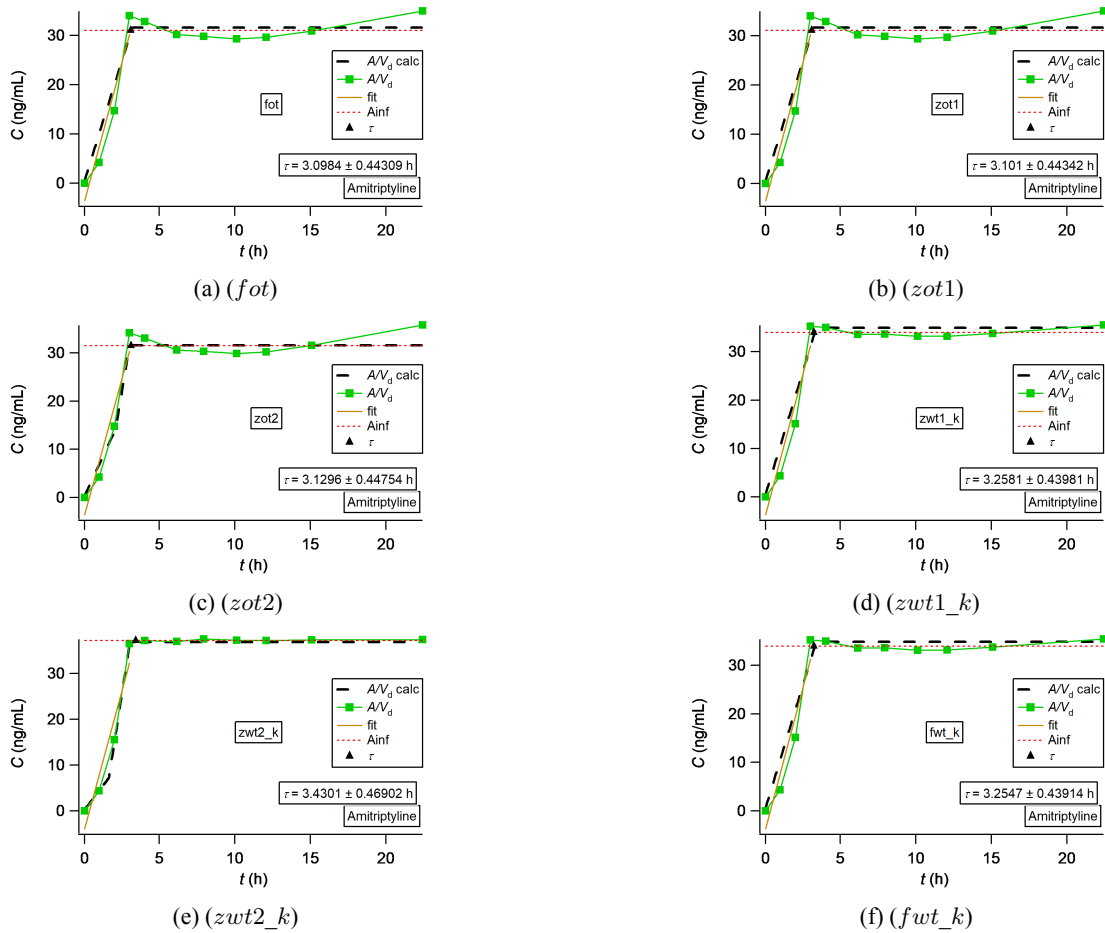 30
20
10
0
C (ng/mL)
0 5 10 15 20
t (h)
fot
A/Vd calc
A/Vd
fit
Ainf
τ
τ = 3.0984 ± 0.44309 h
Amitriptyline
(a) (fot)
30
20
10
0
C (ng/mL)
0 5 10 15 20
t (h)
zot1
A/Vd calc
A/Vd
fit
Ainf
τ
τ = 3.101 ± 0.44342 h
Amitriptyline
(b) (zot1)
30
20
10
0
C (ng/mL)
0 5 10 15 20
t (h)
zot2
A/Vd calc
A/Vd
fit
Ainf
τ
τ = 3.1296 ± 0.44754 h
Amitriptyline
(c) (zot2)
30
20
10
0
C (ng/mL)
0 5 10 15 20
t (h)
zwt1_k
A/Vd calc
A/Vd
fit
Ainf
τ
τ = 3.2581 ± 0.43981 h
Amitriptyline
(d) (zwt1_k)
30
20
10
0
C (ng/mL)
0 5 10 15 20
t (h)
zwt2_k
A/Vd calc
A/Vd
fit
Ainf
τ
τ = 3.4301 ± 0.46902 h
Amitriptyline
(e) (zwt2_k)
30
20
10
0
C (ng/mL)
0 5 10 15 20
t (h)
fwt_k
A/Vd calc
A/Vd
fit
Ainf
τ
τ = 3.2547 ± 0.43914 h
Amitriptyline
(f) (fwt_k)